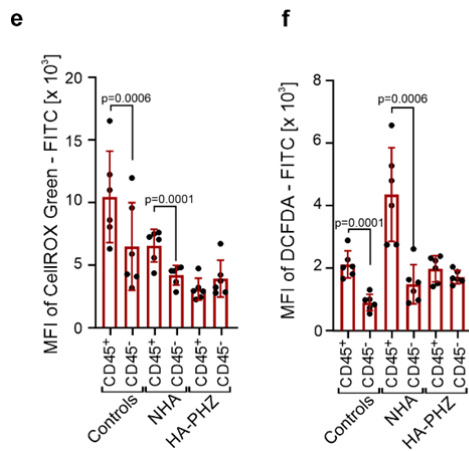 e
MFI of CellROX Green - FITC [x 10³]
20
15
10
5
0
p=0.0006
p=0.0001
CD45⁺
CD45⁻
CD45⁺
CD45⁻
CD45⁺
CD45⁻
Controls
NHA
HA-PHZ
f
MFI of DCFDA - FITC [x 10³]
8
6
4
2
0
p=0.0006
p=0.0001
CD45⁺
CD45⁻
CD45⁺
CD45⁻
CD45⁺
CD45⁻
Controls
NHA
HA-PHZ